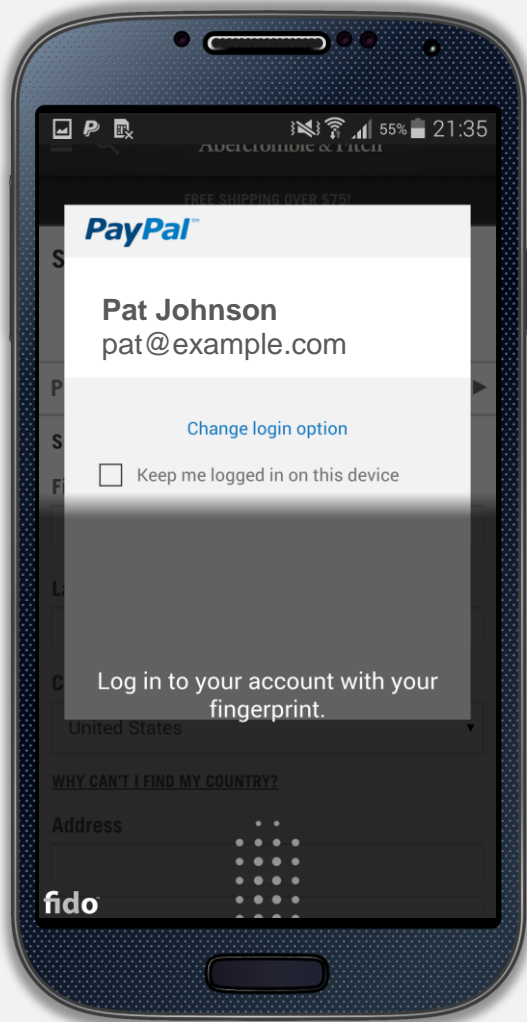 55% 21:35
Abercrombie & Fitch
FREE SHIPPING OVER $75!
PayPal™
Pat Johnson
pat@example.com
Change login option
Keep me logged in on this device
Log in to your account with your
fingerprint.
United States
WHY CAN'T I FIND MY COUNTRY?
Address
fido